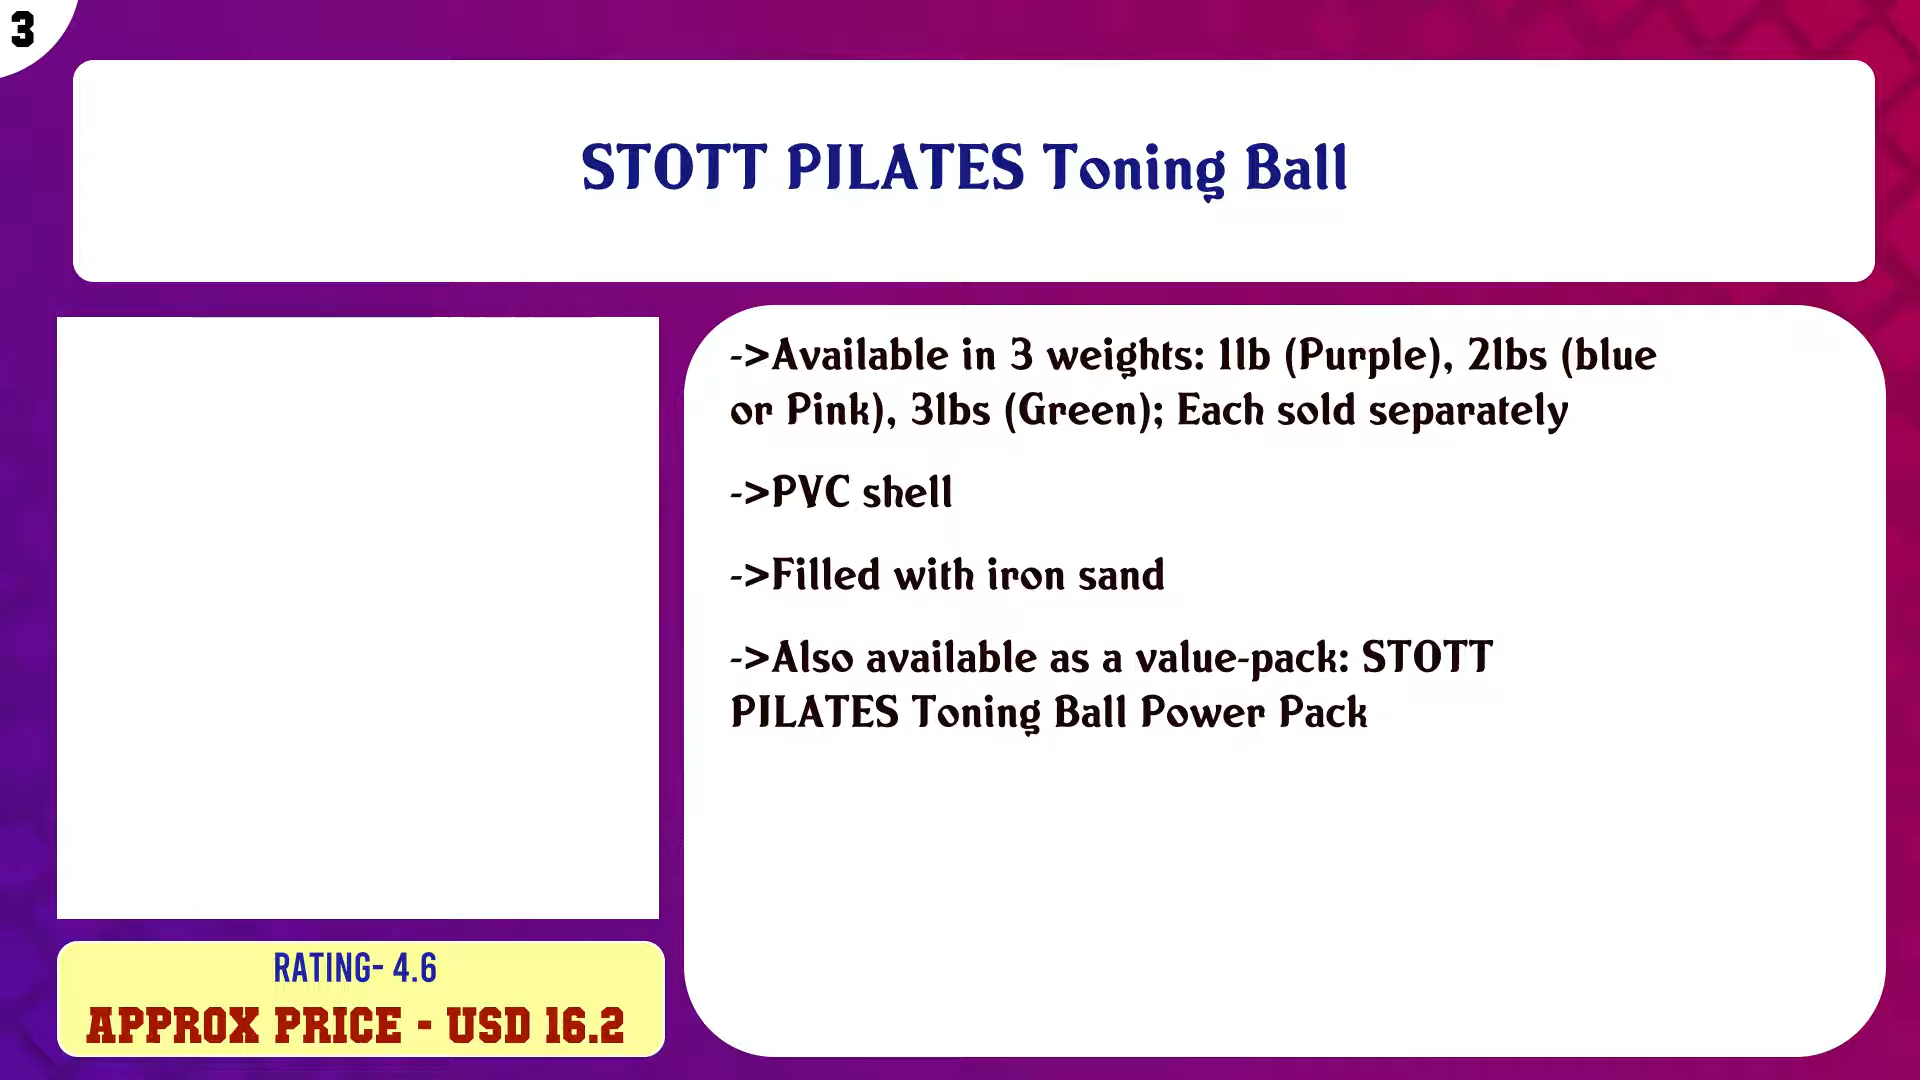 3
STOTT PILATES Toning Ball
->Available in 3 weights: 1lb (Purple), 2lbs (blue
or Pink), 3lbs (Green); Each sold separately
->PVC shell
->Filled with iron sand
->Also available as a value-pack: STOTT
PILATES Toning Ball Power Pack
RATING- 4.6
APPROX PRICE - USD 16.2